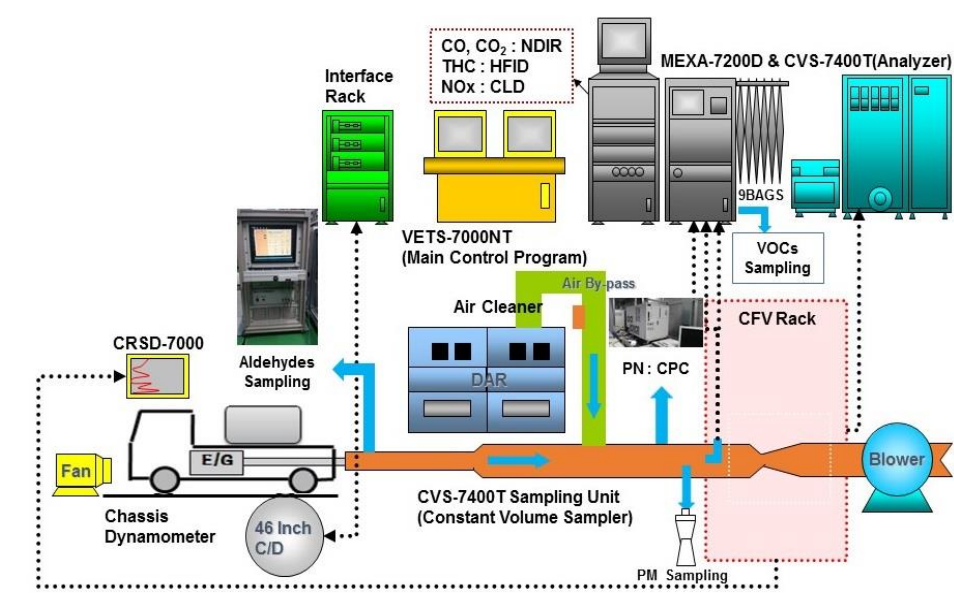 CO, CO₂ : NDIR
THC : HFID
NOx : CLD
MEXA-7200D & CVS-7400T(Analyzer)
Interface
Rack
9BAGS
VETS-7000NT
(Main Control Program)
VOCs
Sampling
Air By-pass
Air Cleaner
CFV Rack
CRSD-7000
Aldehydes
Sampling
DAR
PN : CPC
E/G
Fan
Blower
CVS-7400T Sampling Unit
(Constant Volume Sampler)
Chassis
Dynamometer
46 Inch
C/D
PM Sampling